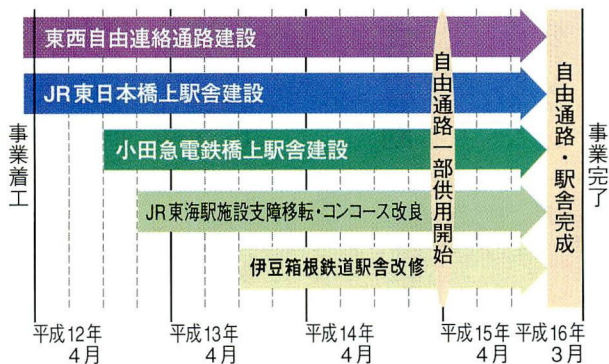 東西自由連絡通路建設
JR東日本橋上駅舎建設
小田急電鉄橋上駅舎建設
JR東海駅施設支障移転・コンコース改良
伊豆箱根鉄道駅舎改修
事業着工
自由通路一部供用開始
自由通路・駅舎完成
事業完了
平成12年
4月
平成13年
4月
平成14年
4月
平成15年
4月
平成16年
3月